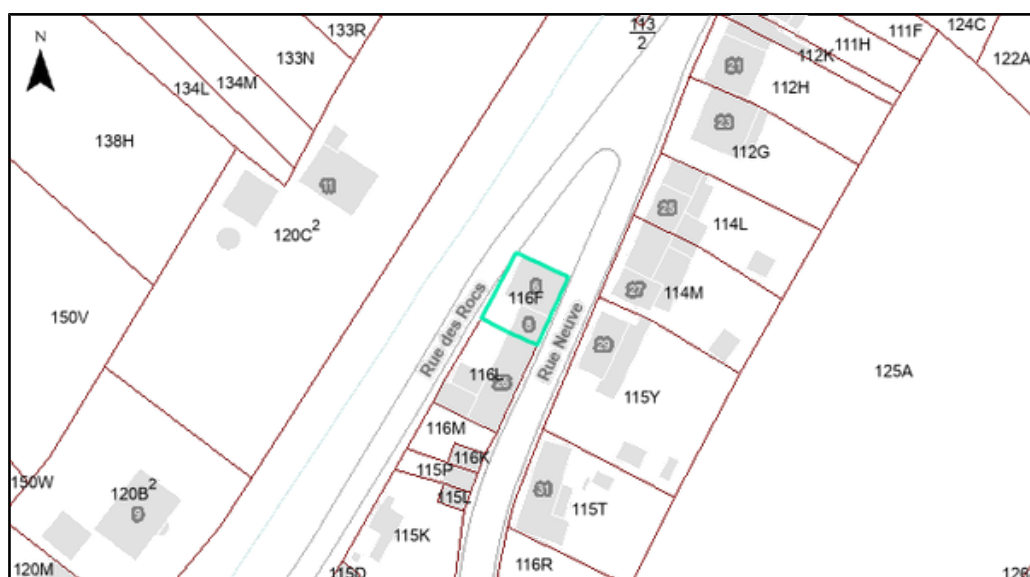 N
133R
113
2
124C
111F
111H
112K
122A
133N
134M
134L
21
112H
138H
23
112G
11
25
114L
120C²
27
114M
116F
Rue des Rocs
Rue Neuve
150V
29
125A
116L
115Y
116M
116K
115P
150W
120B²
9
115L
31
115T
115K
116R
120M